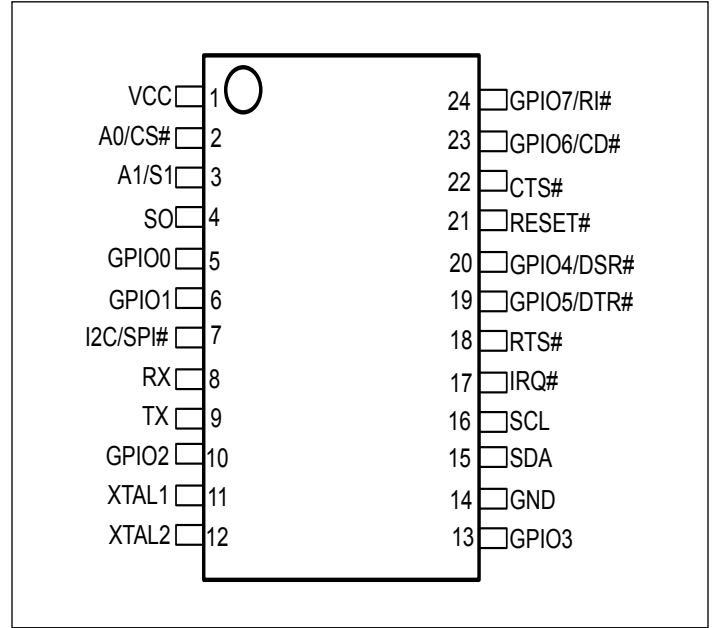 VCC 1 24 GPIO7/RI#
A0/CS# 2 23 GPIO6/CD#
A1/S1 3 22 CTS#
SO 4 21 RESET#
GPIO0 5 20 GPIO4/DSR#
GPIO1 6 19 GPIO5/DTR#
I2C/SPI# 7 18 RTS#
RX 8 17 IRQ#
TX 9 16 SCL
GPIO2 10 15 SDA
XTAL1 11 14 GND
XTAL2 12 13 GPIO3